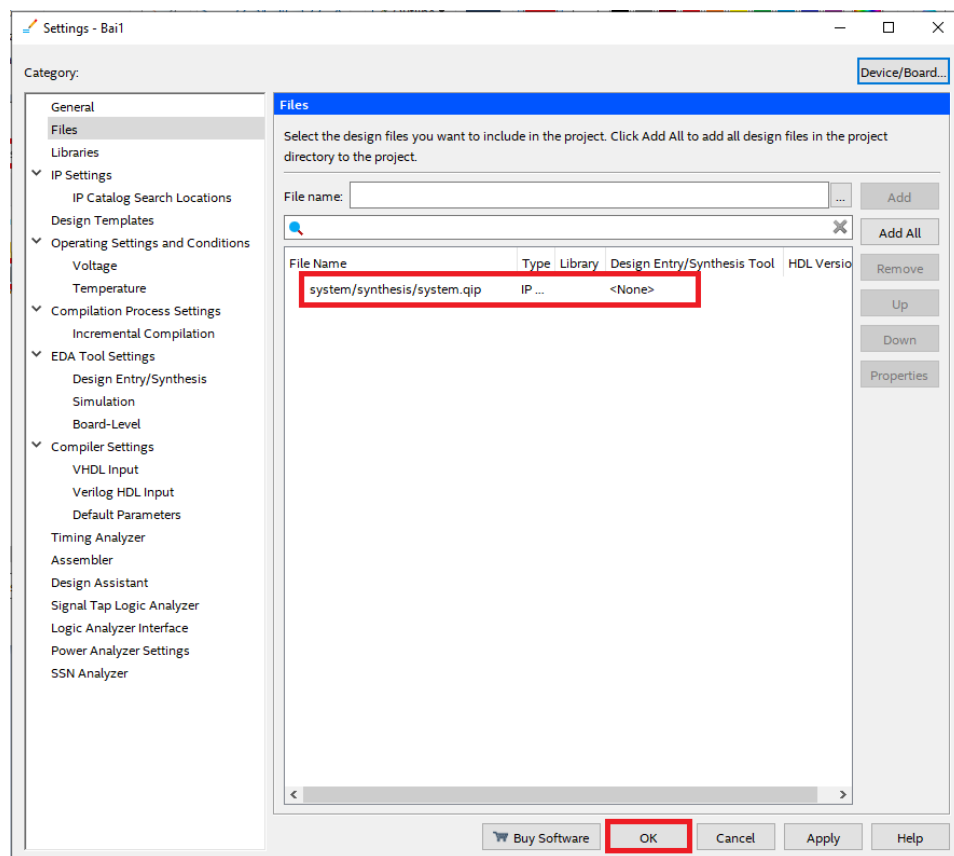 Settings - Bai1
Category:
Device/Board...
General
Files
Libraries
IP Settings
IP Catalog Search Locations
Design Templates
Operating Settings and Conditions
Voltage
Temperature
Compilation Process Settings
Incremental Compilation
EDA Tool Settings
Design Entry/Synthesis
Simulation
Board-Level
Compiler Settings
VHDL Input
Verilog HDL Input
Default Parameters
Timing Analyzer
Assembler
Design Assistant
Signal Tap Logic Analyzer
Logic Analyzer Interface
Power Analyzer Settings
SSN Analyzer
Files
Select the design files you want to include in the project. Click Add All to add all design files in the project
directory to the project.
File name: ... Add
Add All
File Name Type Library Design Entry/Synthesis Tool HDL Versio
system/synthesis/system.qip IP ... <None>
Remove
Up
Down
Properties
Buy Software OK Cancel Apply Help